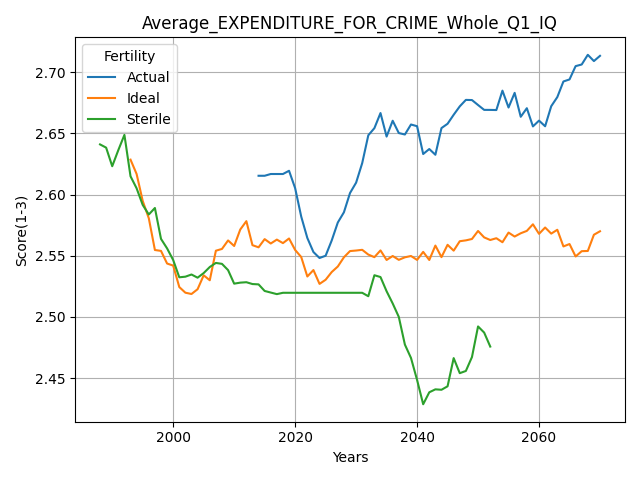 Average_EXPENDITURE_FOR_CRIME_Whole_Q1_IQ
Fertility
Actual
Ideal
Sterile
Score(1-3)
2.70
2.65
2.60
2.55
2.50
2.45
2000
2020
2040
2060
Years